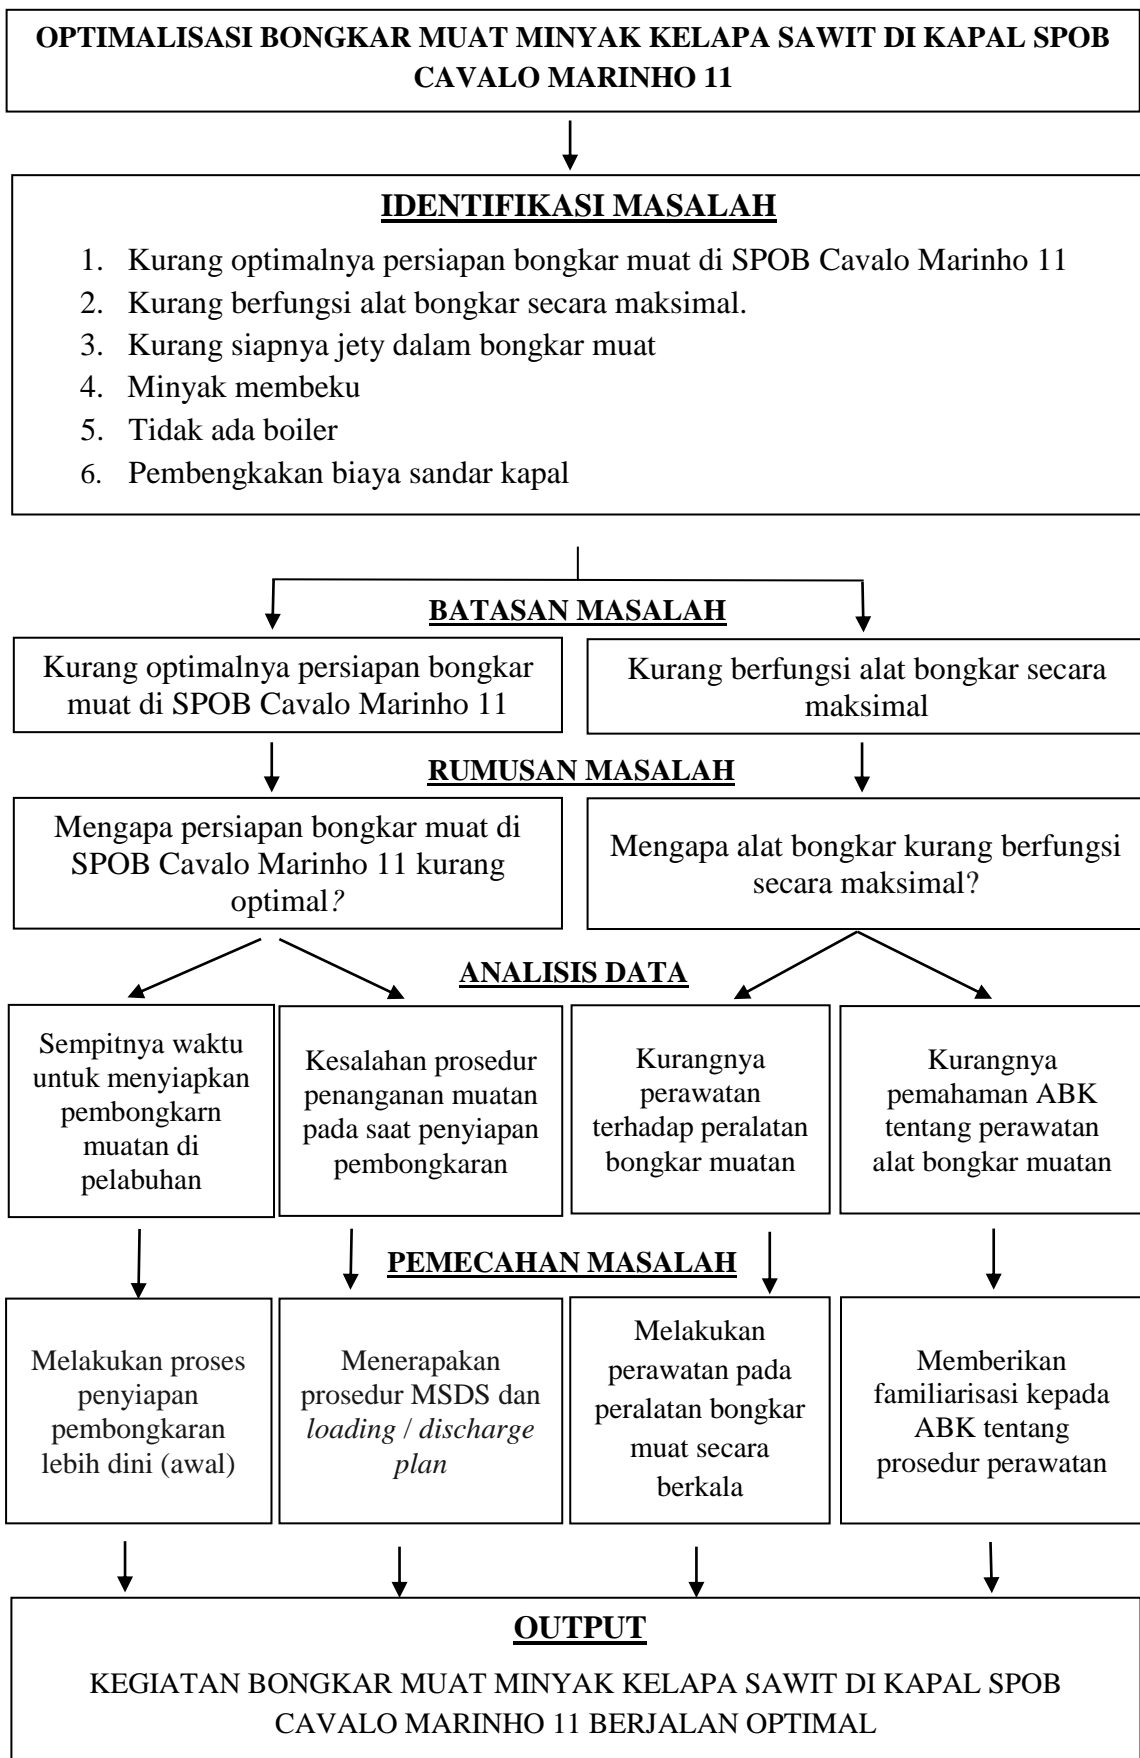 OPTIMALISASI BONGKAR MUAT MINYAK KELAPA SAWIT DI KAPAL SPOB
CAVALO MARINHO 11
IDENTIFIKASI MASALAH
1. Kurang optimalnya persiapan bongkar muat di SPOB Cavalo Marinho 11
2. Kurang berfungsi alat bongkar secara maksimal.
3. Kurang siapnya jety dalam bongkar muat
4. Minyak membeku
5. Tidak ada boiler
6. Pembengkakan biaya sandar kapal
BATASAN MASALAH
Kurang optimalnya persiapan bongkar
muat di SPOB Cavalo Marinho 11
Kurang berfungsi alat bongkar secara
maksimal
RUMUSAN MASALAH
Mengapa persiapan bongkar muat di
SPOB Cavalo Marinho 11 kurang
optimal?
Mengapa alat bongkar kurang berfungsi
secara maksimal?
ANALISIS DATA
Sempitnya waktu
untuk menyiapkan
pembongkarn
muatan di
pelabuhan
Kesalahan prosedur
penanganan muatan
pada saat penyiapan
pembongkaran
Kurangnya
perawatan
terhadap peralatan
bongkar muatan
Kurangnya
pemahaman ABK
tentang perawatan
alat bongkar muatan
PEMECAHAN MASALAH
Melakukan proses
penyiapan
pembongkaran
lebih dini (awal)
Menerapakan
prosedur MSDS dan
loading / discharge
plan
Melakukan
perawatan pada
peralatan bongkar
muat secara
berkala
Memberikan
familiarisasi kepada
ABK tentang
prosedur perawatan
OUTPUT
KEGIATAN BONGKAR MUAT MINYAK KELAPA SAWIT DI KAPAL SPOB
CAVALO MARINHO 11 BERJALAN OPTIMAL